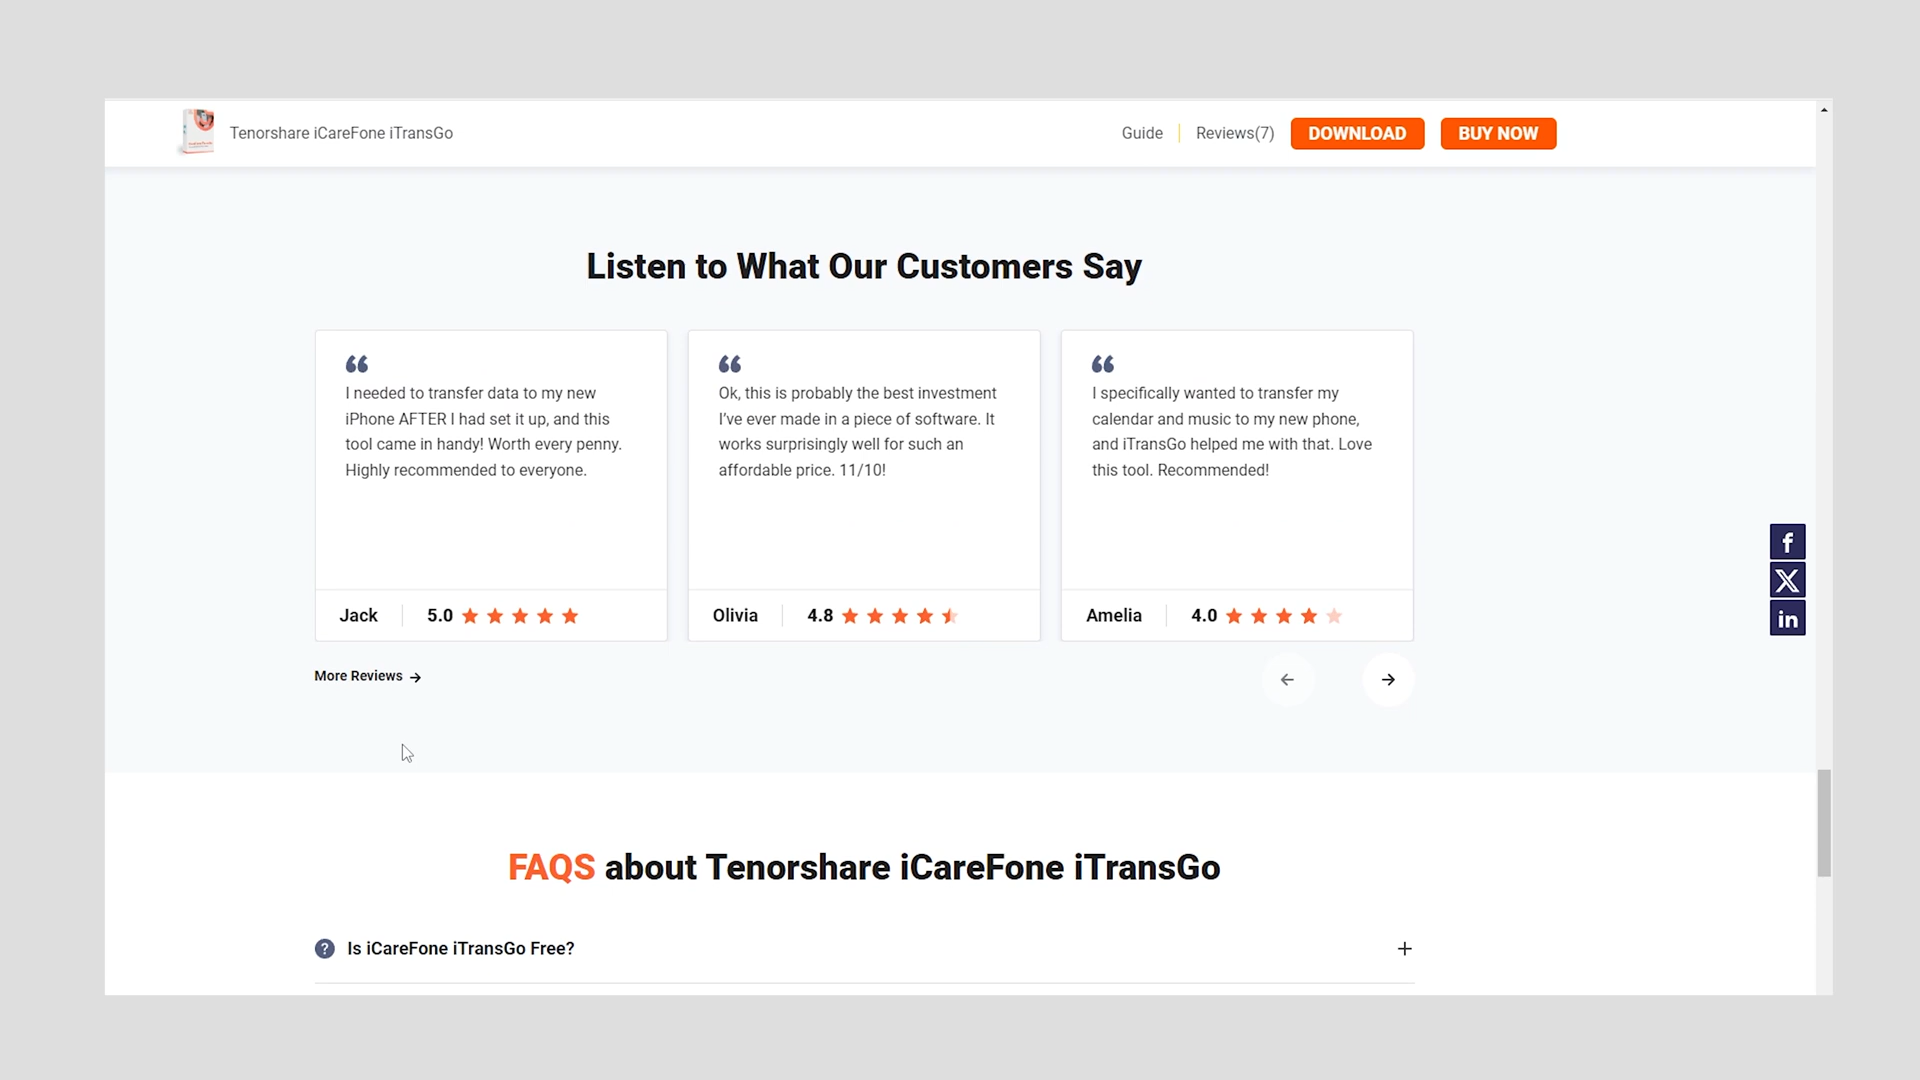 Tenorshare iCareFone iTransGo
Guide
Reviews(7)
DOWNLOAD
BUY NOW
Listen to What Our Customers Say
I needed to transfer data to my new
iPhone AFTER I had set it up, and this
tool came in handy! Worth every penny.
Highly recommended to everyone.
Jack
5.0
Ok, this is probably the best investment
I've ever made in a piece of software. It
works surprisingly well for such an
affordable price. 11/10!
Olivia
4.8
I specifically wanted to transfer my
calendar and music to my new phone,
and iTransGo helped me with that. Love
this tool. Recommended!
Amelia
4.0
More Reviews
FAQS about Tenorshare iCareFone iTransGo
Is iCareFone iTransGo Free?